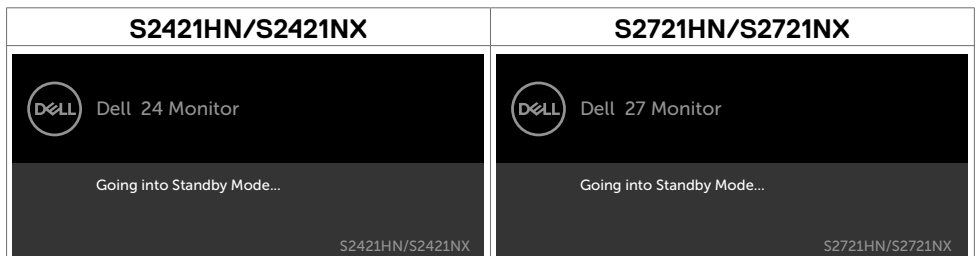 S2421HN/S2421NX
S2721HN/S2721NX
DELL Dell 24 Monitor
Going into Standby Mode...
S2421HN/S2421NX
DELL Dell 27 Monitor
Going into Standby Mode...
S2721HN/S2721NX